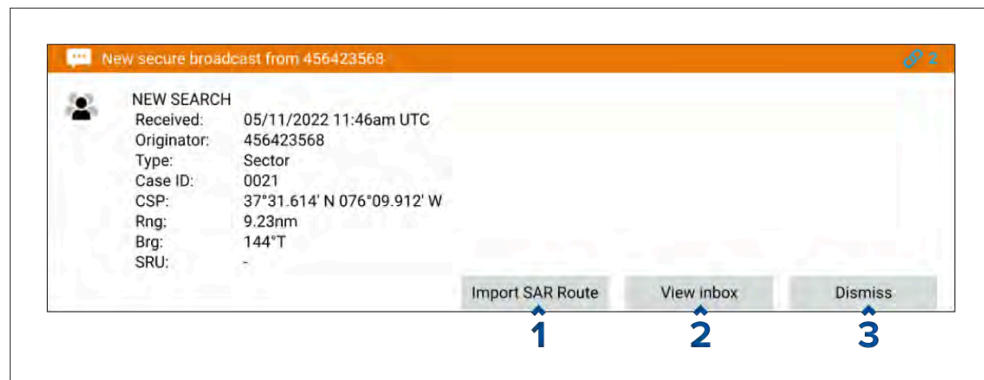 New secure broadcast from 456423568 2
NEW SEARCH
Received: 05/11/2022 11:46am UTC
Originator: 456423568
Type: Sector
Case ID: 0021
CSP: 37°31.614' N 076°09.912' W
Rng: 9.23nm
Brg: 144°T
SRU: -
Import SAR Route View inbox Dismiss
1 2 3